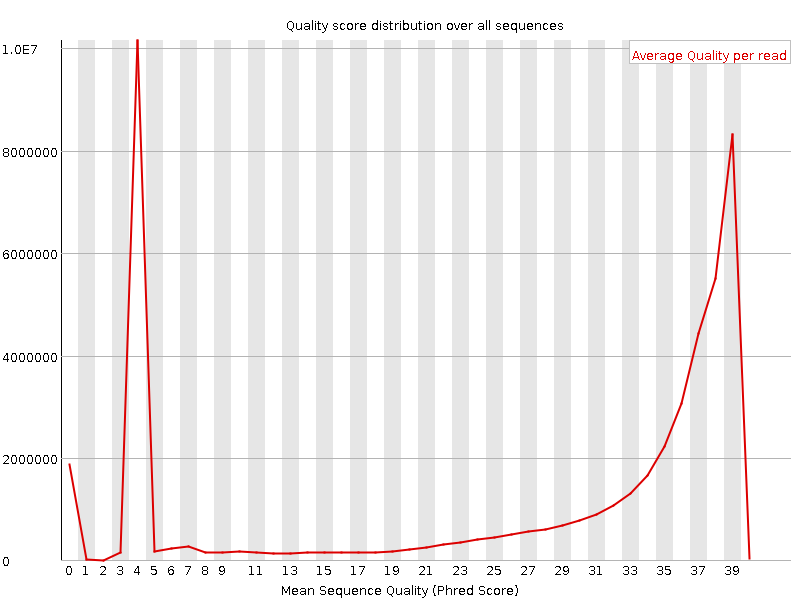 Quality score distribution over all sequences
Average Quality per read
1.0E7
8000000
6000000
4000000
2000000
0
0 1 2 3 4 5 6 7 8 9 11 13 15 17 19 21 23 25 27 29 31 33 35 37 39
Mean Sequence Quality (Phred Score)